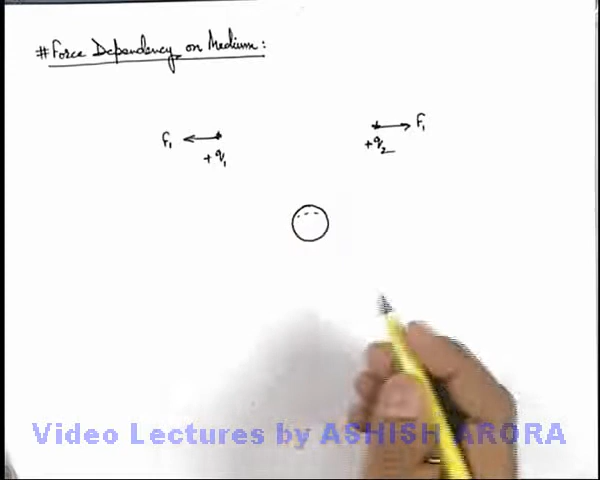 # Force Dependency on Medium:
F₁ +q₁ +q₂ F₁
Video Lectures by ASHISH ARORA